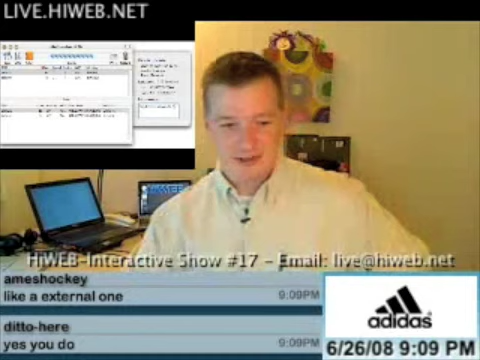 LIVE.HIWEB.NET
HiWEB-Interactive Show #17 - Email: live@hiweb.net
ameshockey
like a external one 9:09PM
ditto-here
yes you do 9:09PM
adidas
6/26/08 9:09 PM